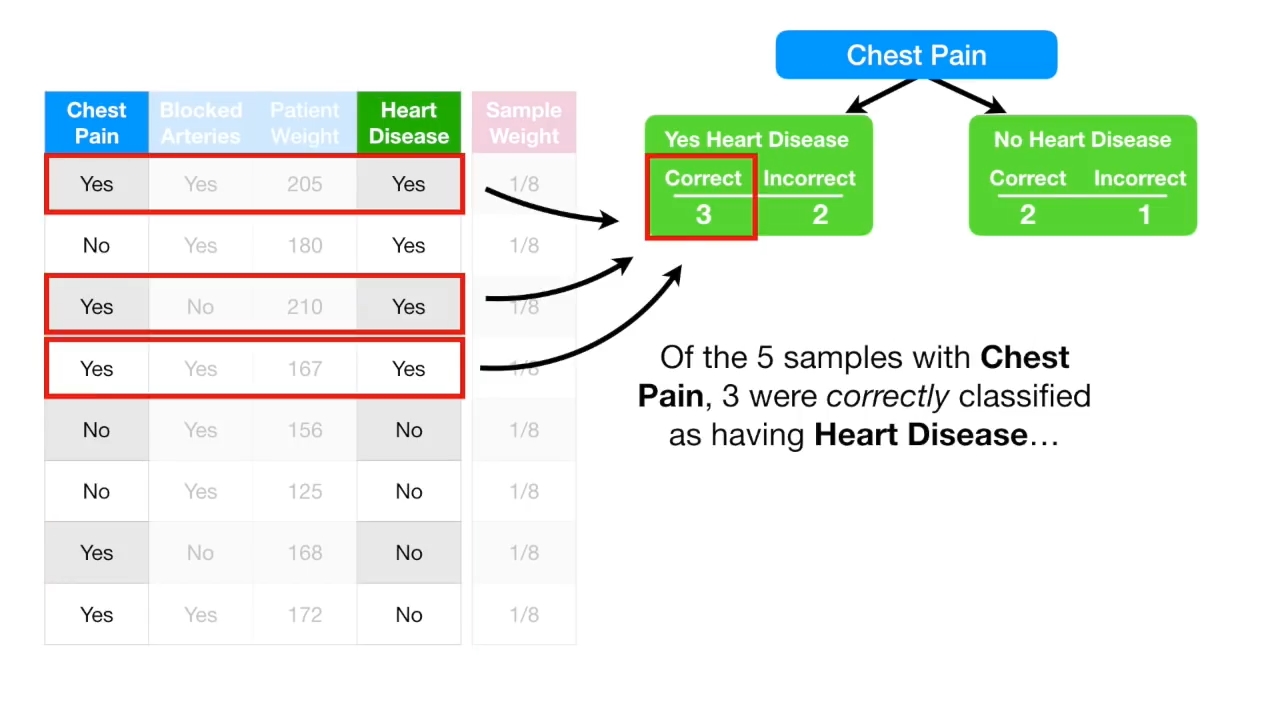 Chest Pain
Chest Blocked Patient Heart Sample
Pain Arteries Weight Disease Weight
Yes Yes 205 Yes 1/8
No Yes 180 Yes 1/8
Yes No 210 Yes 1/8
Yes Yes 167 Yes 1/8
No Yes 156 No 1/8
No Yes 125 No 1/8
Yes No 168 No 1/8
Yes Yes 172 No 1/8
Yes Heart Disease
Correct Incorrect
3 2
No Heart Disease
Correct Incorrect
2 1
Of the 5 samples with Chest
Pain, 3 were correctly classified
as having Heart Disease…